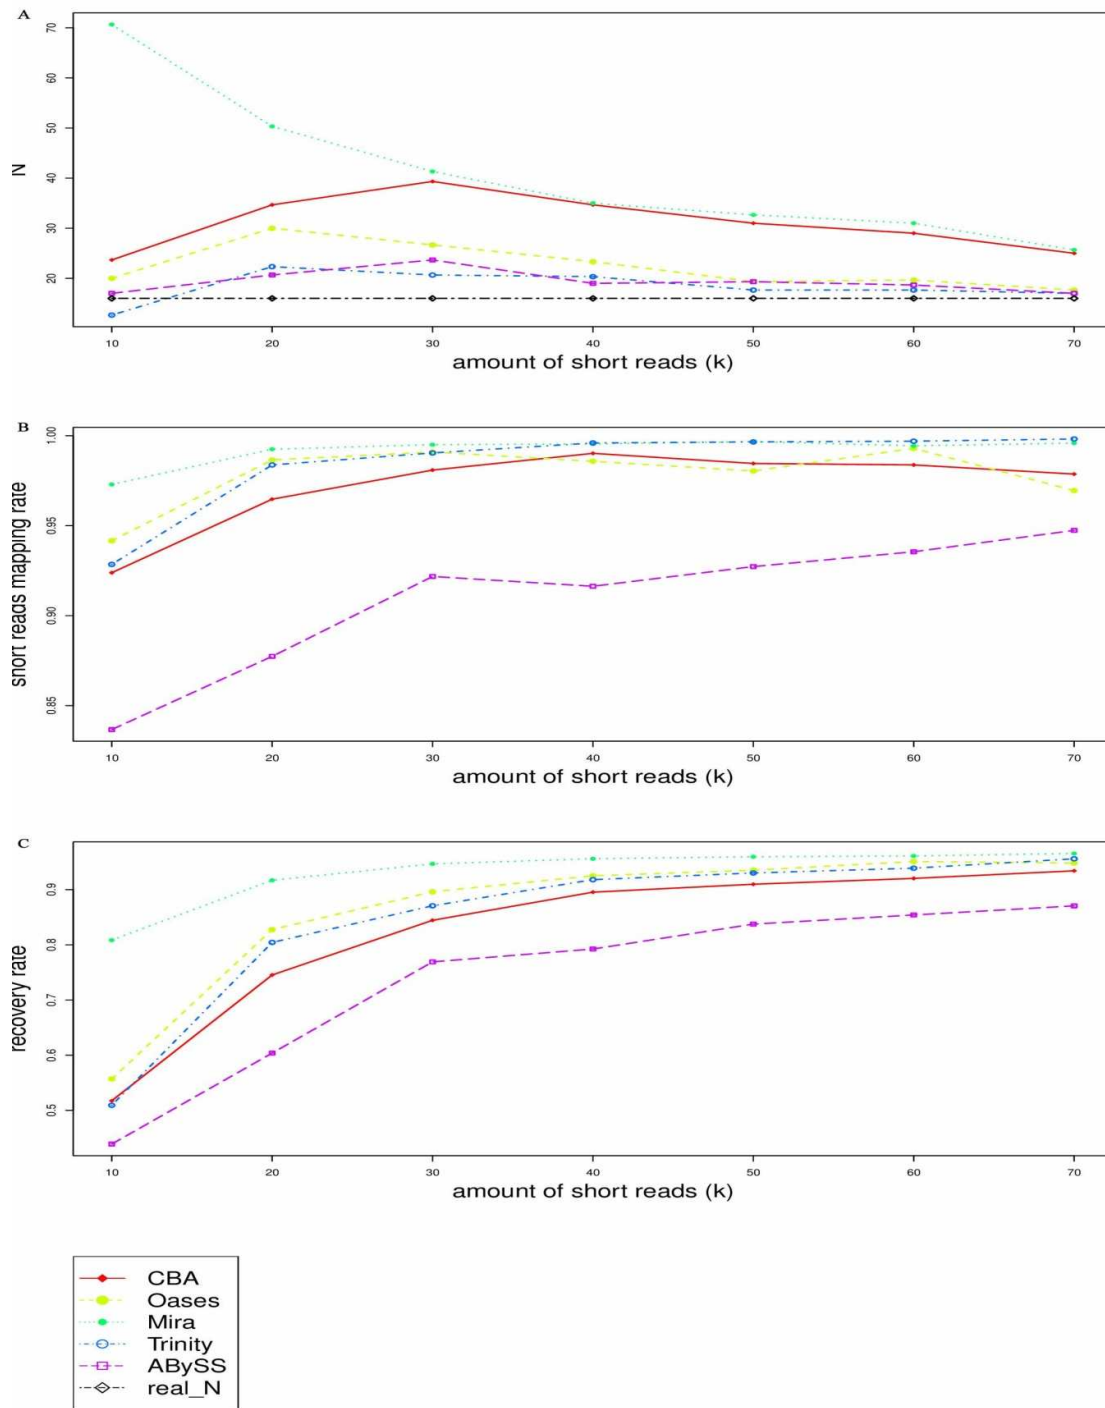 A
N
70
60
50
40
30
20
10 20 30 40 50 60 70
amount of short reads (k)
B
snort reads mapping rate
1.00
0.95
0.90
0.85
10 20 30 40 50 60 70
amount of short reads (k)
C
recovery rate
0.9
0.8
0.7
0.6
0.5
10 20 30 40 50 60 70
amount of short reads (k)
CBA
Oases
Mira
Trinity
ABySS
real_N